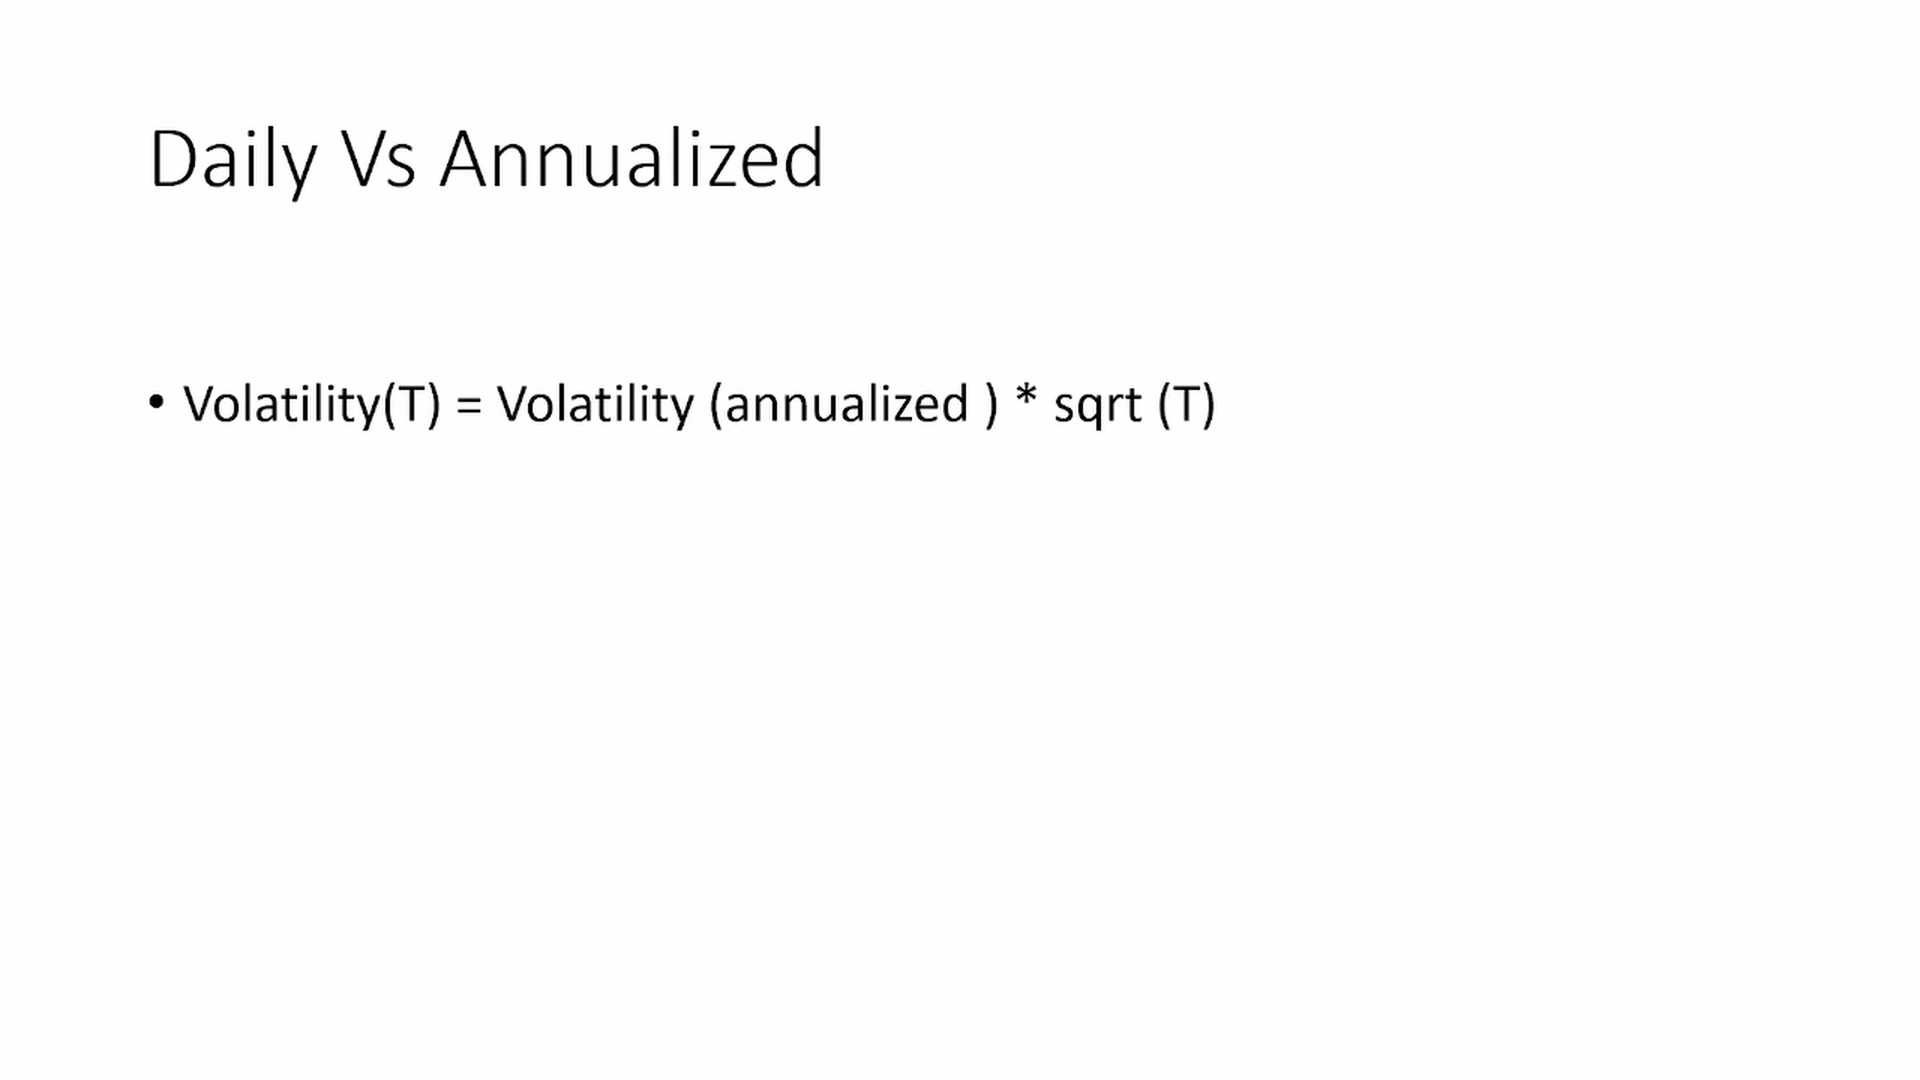 Daily Vs Annualized
• Volatility(T) = Volatility (annualized ) * sqrt (T)